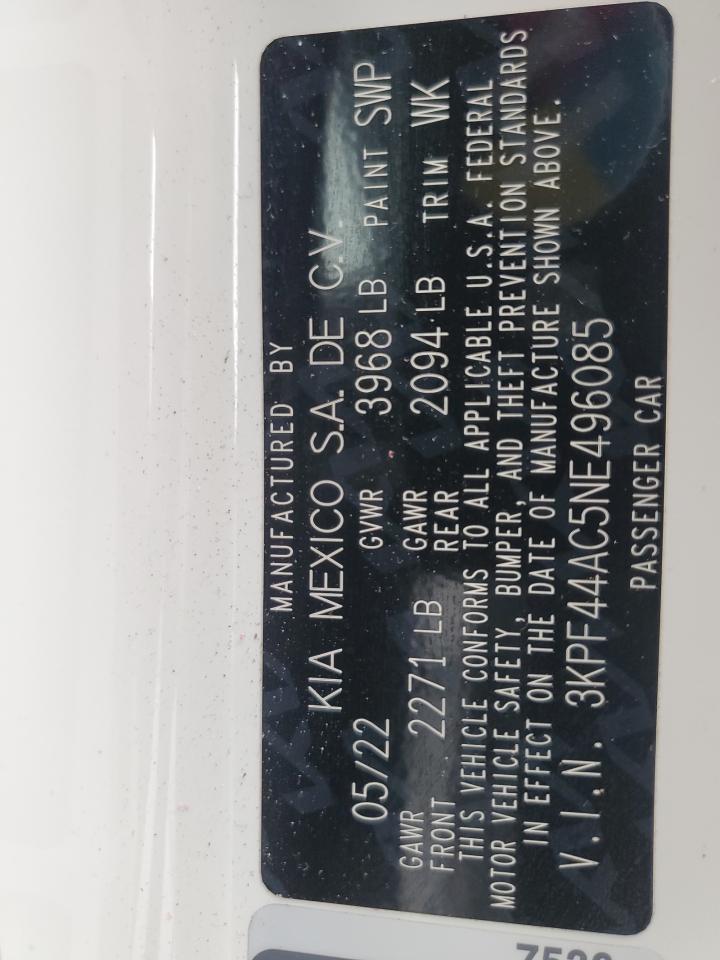 MANUFACTURED BY
KIA MEXICO S.A. DE C.V.
05/22 GVWR 3968 LB PAINT SWP
GAWR FRONT 2271 LB GAWR REAR 2094 LB TRIM WK
THIS VEHICLE CONFORMS TO ALL APPLICABLE U.S.A. FEDERAL
MOTOR VEHICLE SAFETY, BUMPER, AND THEFT PREVENTION STANDARDS
IN EFFECT ON THE DATE OF MANUFACTURE SHOWN ABOVE.
V.I.N. 3KPF44AC5NE496085
PASSENGER CAR